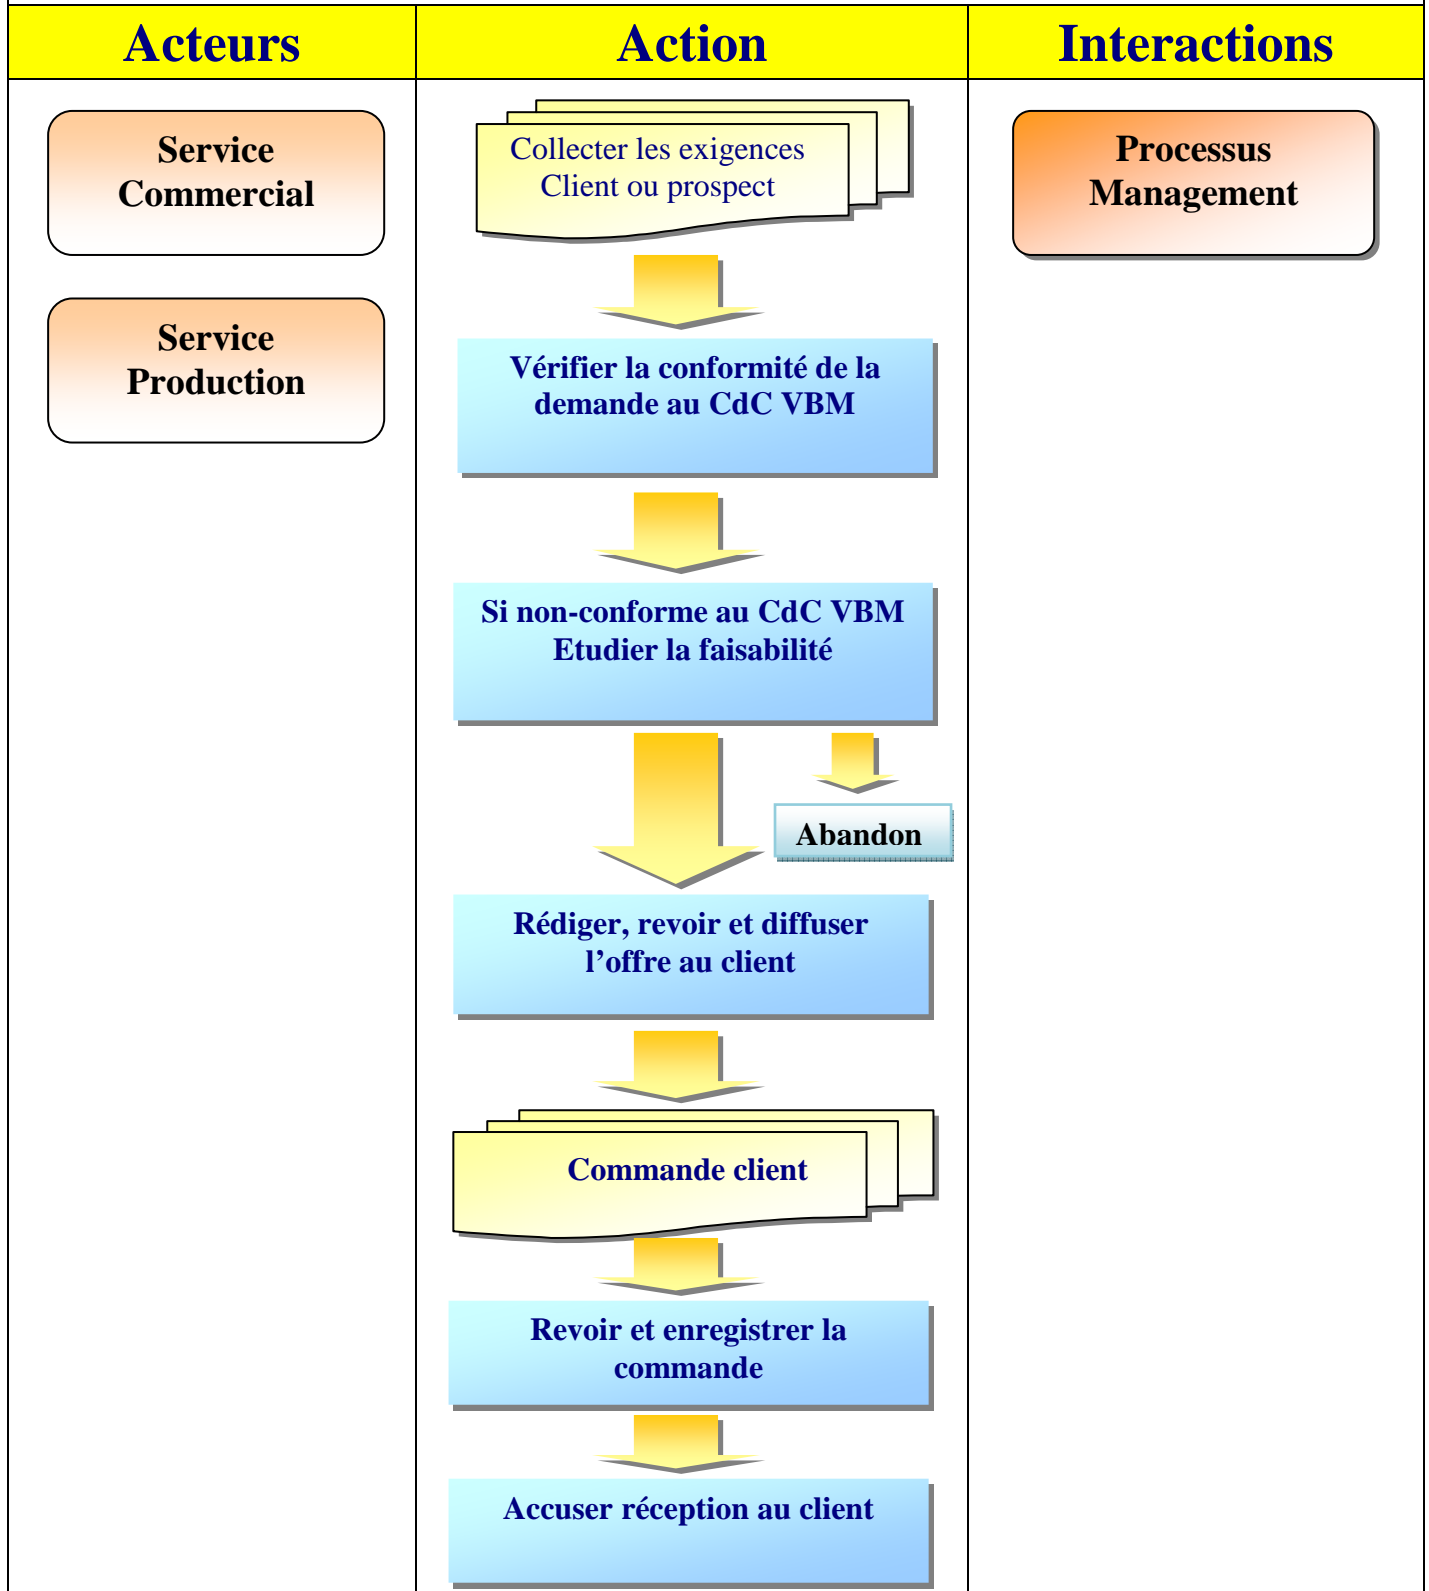 Acteurs
Action
Interactions
Service
Commercial
Service
Production
Collecter les exigences
Client ou prospect
Vérifier la conformité de la
demande au CdC VBM
Si non-conforme au CdC VBM
Etudier la faisabilité
Abandon
Rédiger, revoir et diffuser
l’offre au client
Commande client
Revoir et enregistrer la
commande
Accuser réception au client
Processus
Management